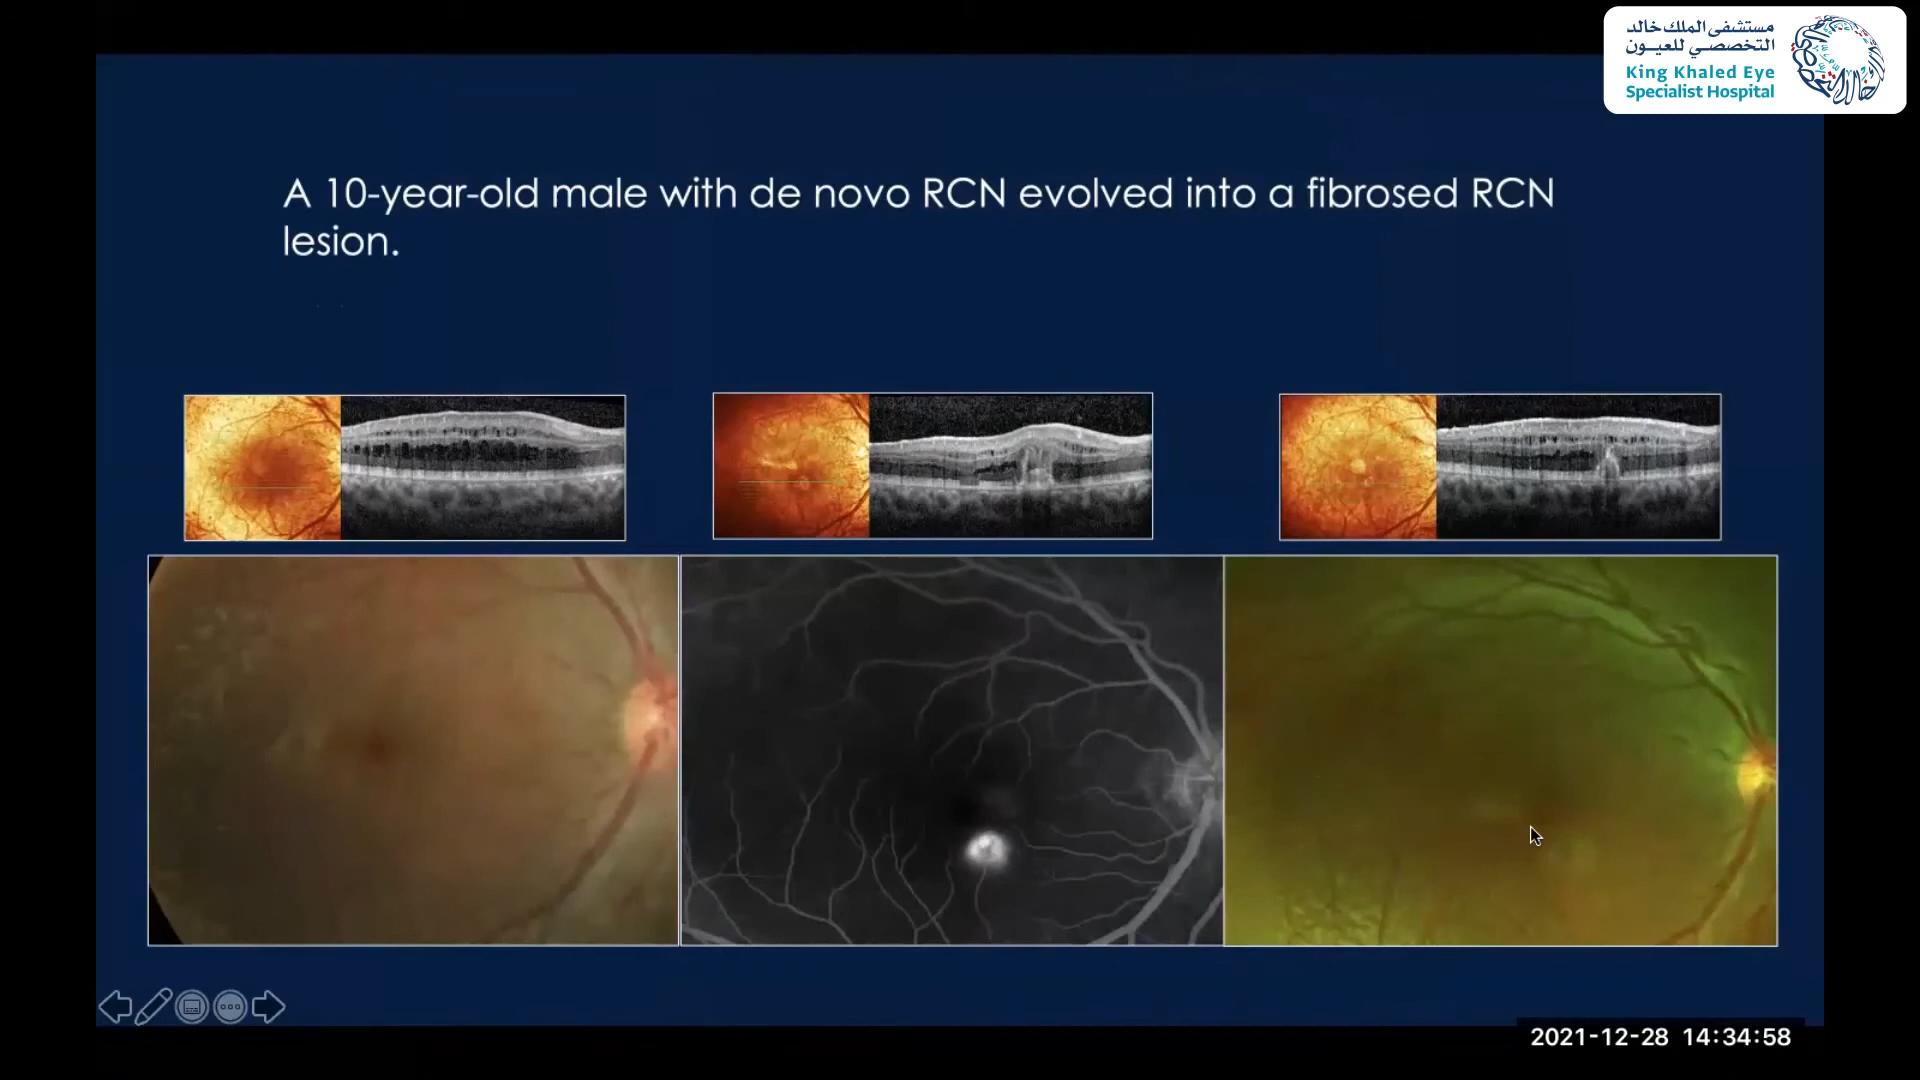 مستشفى الملك خالد
التخصصي للعيون
King Khaled Eye
Specialist Hospital
A 10-year-old male with de novo RCN evolved into a fibrosed RCN
lesion.
2021-12-28 14:34:58